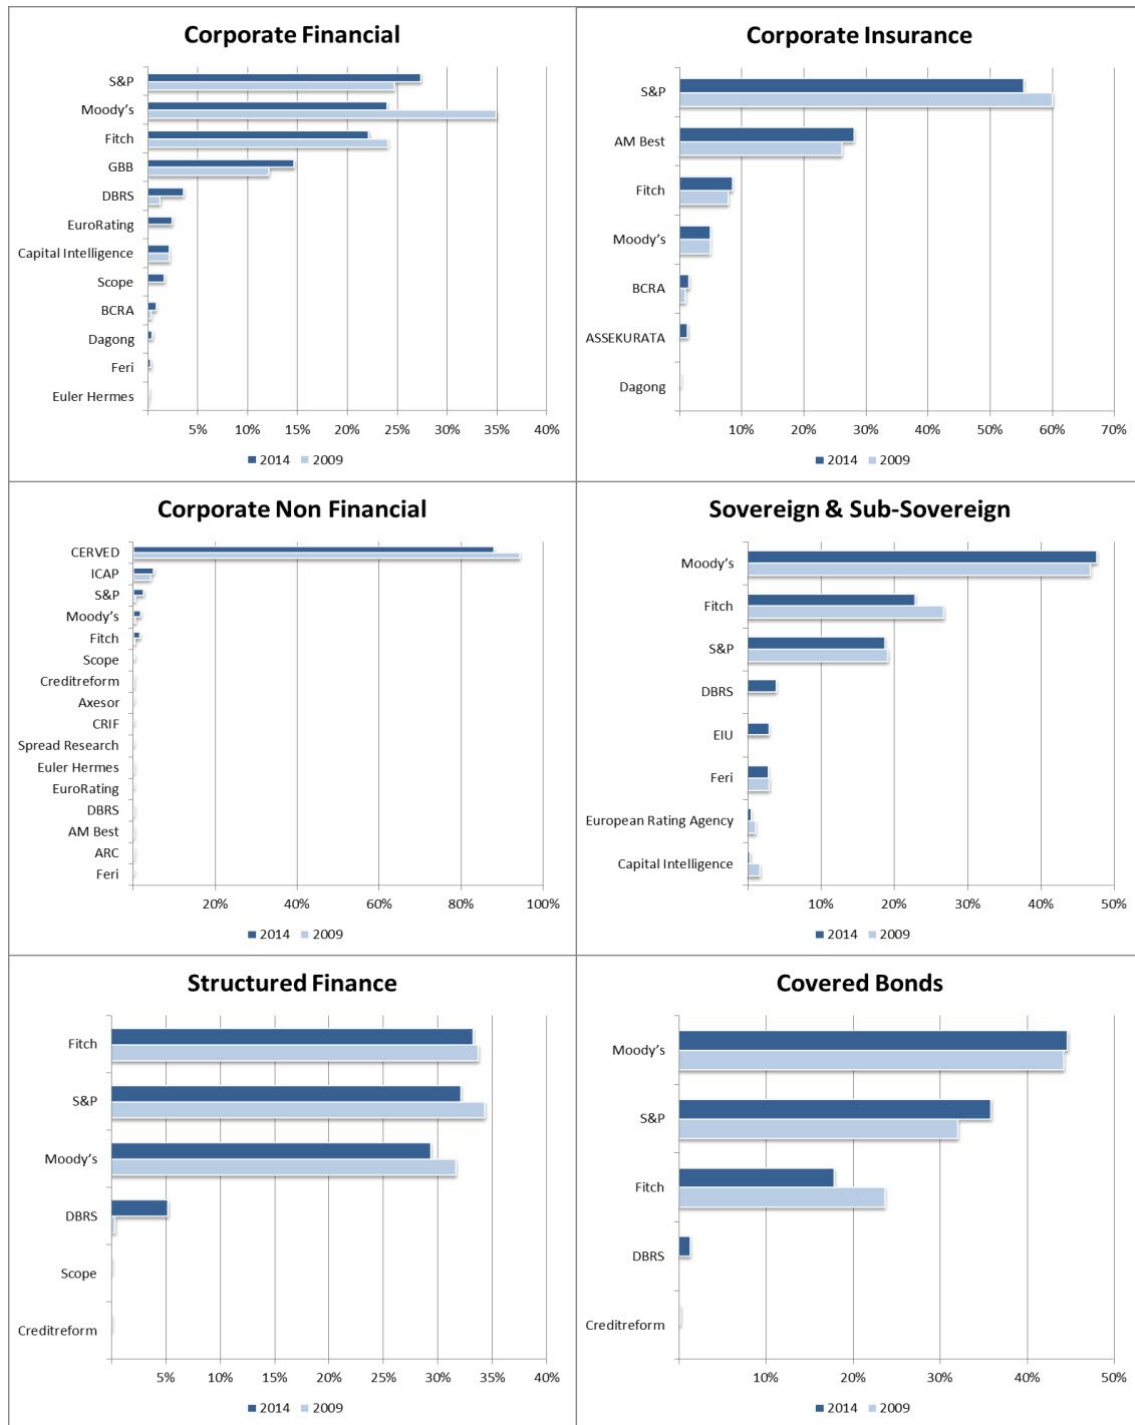 Corporate Financial
S&P
Moody's
Fitch
GBB
DBRS
EuroRating
Capital Intelligence
Scope
BCRA
Dagong
Feri
Euler Hermes
5% 10% 15% 20% 25% 30% 35% 40%
2014 2009
Corporate Insurance
S&P
AM Best
Fitch
Moody's
BCRA
ASSEKURATA
Dagong
10% 20% 30% 40% 50% 60% 70%
2014 2009
Corporate Non Financial
CERVED
ICAP
S&P
Moody's
Fitch
Scope
Creditreform
Axesor
CRIF
Spread Research
Euler Hermes
EuroRating
DBRS
AM Best
ARC
Feri
20% 40% 60% 80% 100%
2014 2009
Sovereign & Sub-Sovereign
Moody's
Fitch
S&P
DBRS
EIU
Feri
European Rating Agency
Capital Intelligence
10% 20% 30% 40% 50%
2014 2009
Structured Finance
Fitch
S&P
Moody's
DBRS
Scope
Creditreform
5% 10% 15% 20% 25% 30% 35% 40%
2014 2009
Covered Bonds
Moody's
S&P
Fitch
DBRS
Creditreform
10% 20% 30% 40% 50%
2014 2009